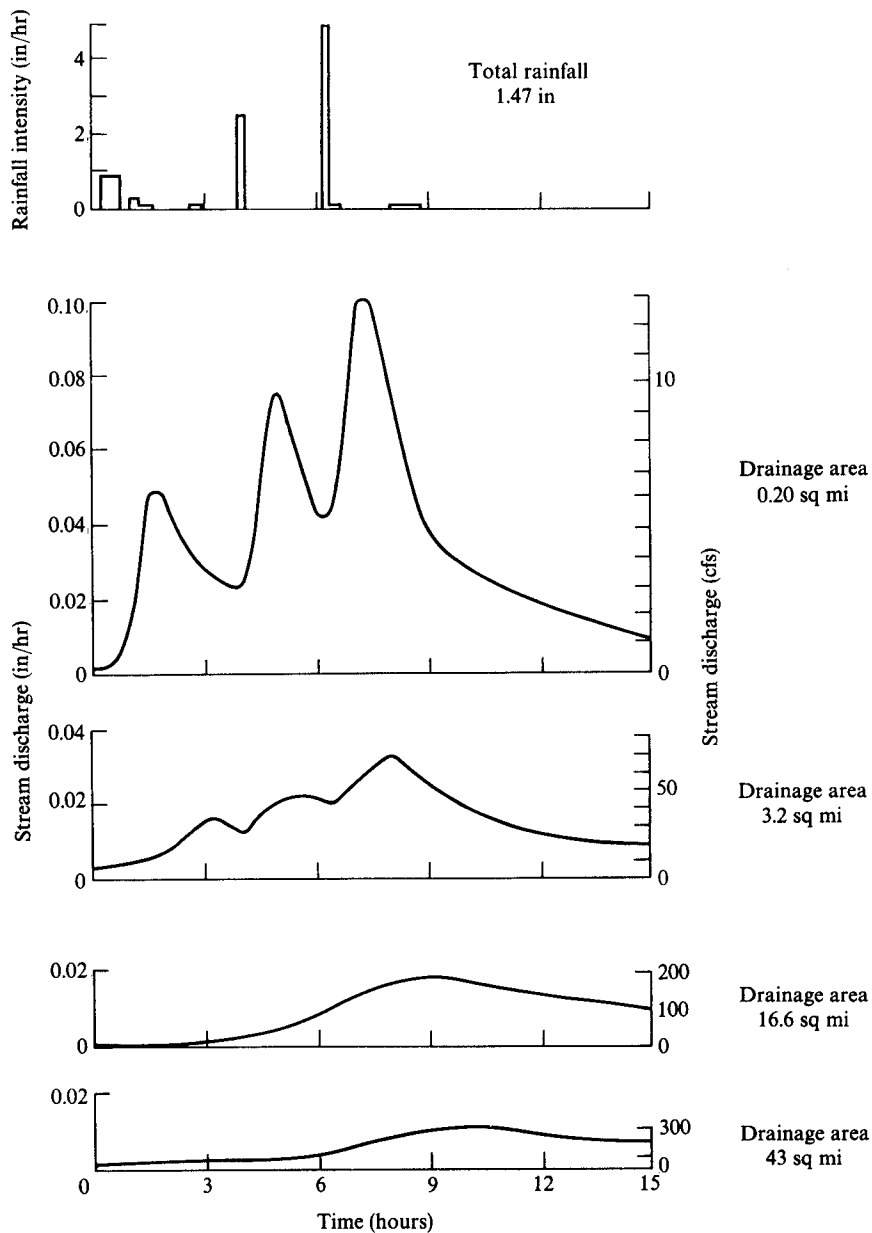 Rainfall intensity (in/hr)
4
2
0
Total rainfall
1.47 in
0.10
0.08
0.06
0.04
0.02
0
10
0
Drainage area
0.20 sq mi
Stream discharge (in/hr)
Stream discharge (cfs)
0.04
0.02
0
50
0
Drainage area
3.2 sq mi
0.02
0
200
100
0
Drainage area
16.6 sq mi
0.02
300
0
Drainage area
43 sq mi
0
3
6
9
12
15
Time (hours)